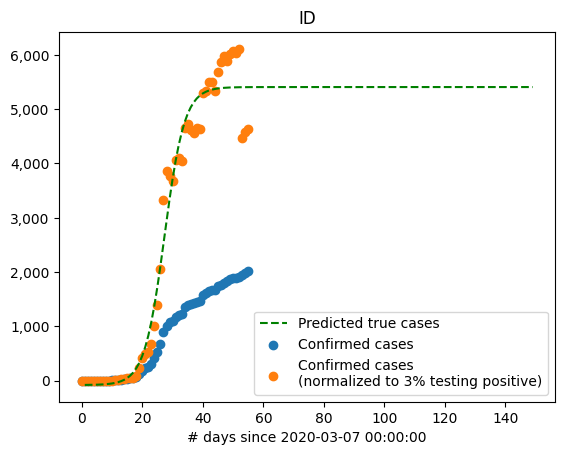 ID
6,000
5,000
4,000
3,000
2,000
1,000
0
Predicted true cases
Confirmed cases
Confirmed cases
(normalized to 3% testing positive)
0 20 40 60 80 100 120 140
# days since 2020-03-07 00:00:00